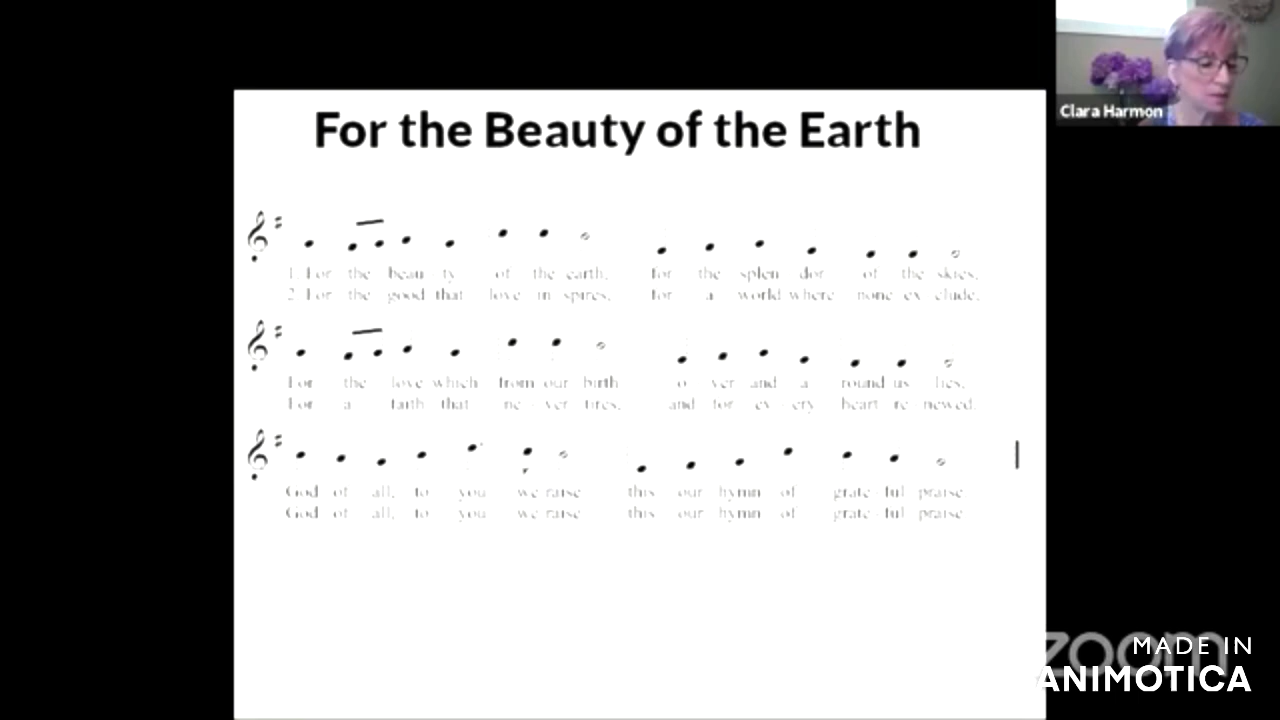 For the Beauty of the Earth
Clara Harmon
1 For the beau ty of the earth, for the splen dor of the skies,
2 For the good that love in spires, for a world where none ex clude,
For the love which from our birth o ver and a round us lies,
For a faith that ne - ver tires, and for ex - ery heart re newed.
God of all, to you we raise this our hymn of grate - ful praise
God of all, to you we raise this our hymn of grate - ful praise
zoom
MADE IN
ANIMOTICA